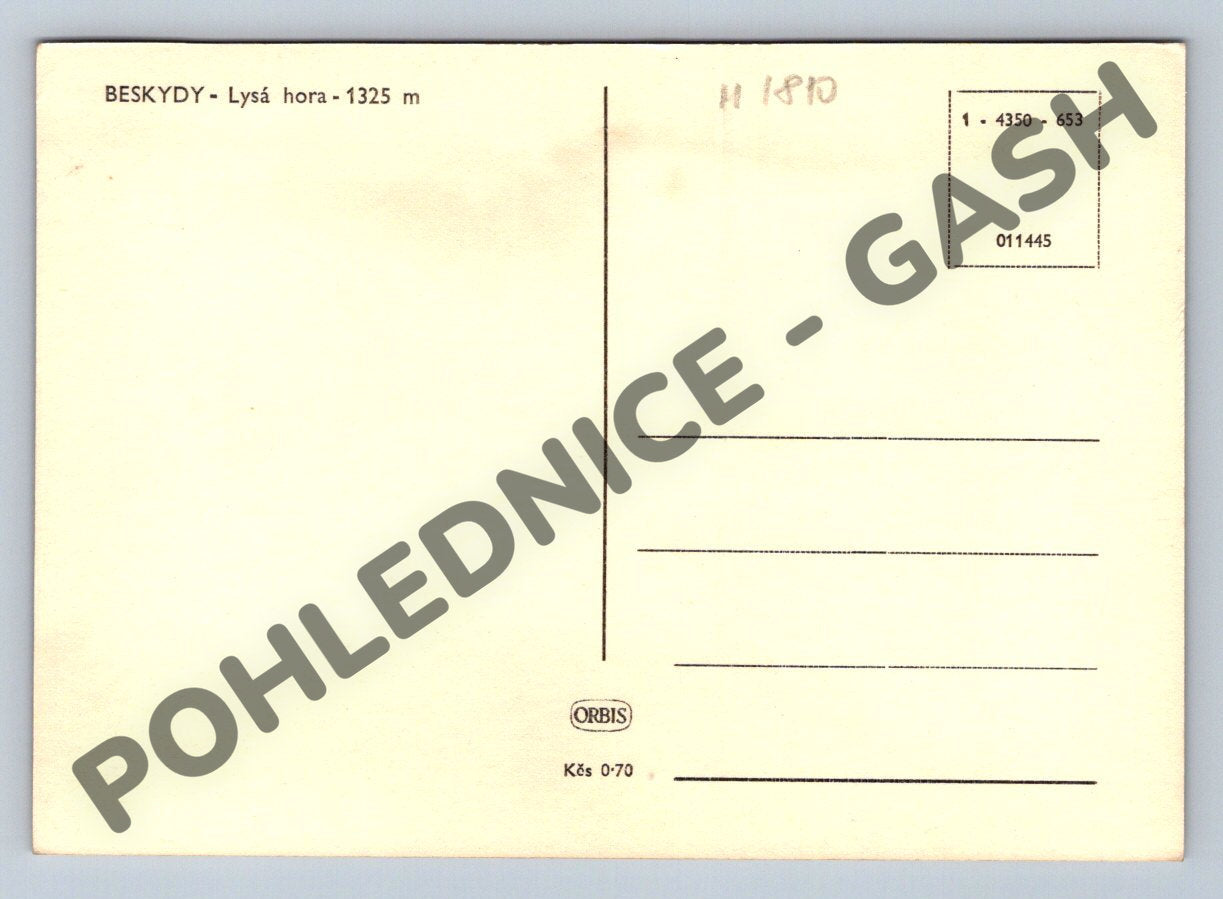 BESKYDY - Lysá hora - 1325 m
H 1810
1 - 4350 - 653
011445
POHLEDNICE - GASH
ORBIS
Kčs 0·70